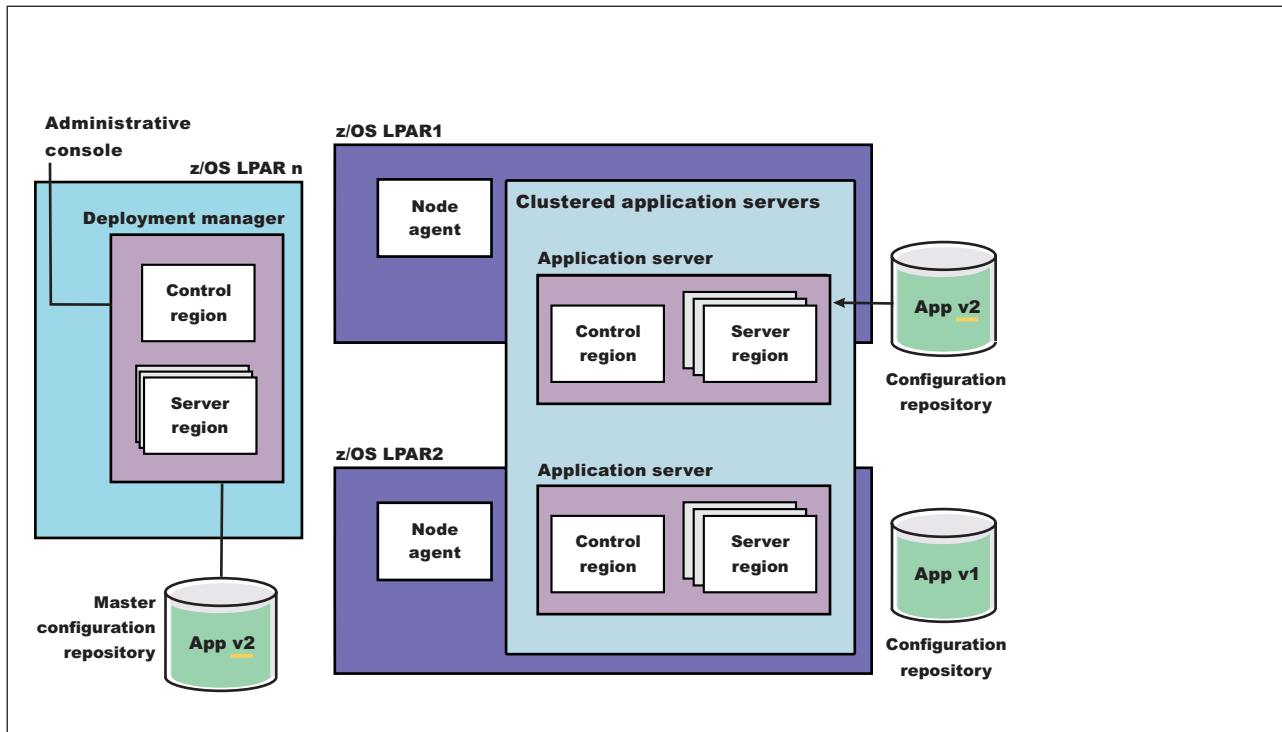 Administrative
console
z/OS LPAR n
Deployment manager
Control
region
Server
region
Master
configuration
repository
App v2
z/OS LPAR1
Node
agent
Clustered application servers
Application server
Control
region
Server
region
App v2
Configuration
repository
z/OS LPAR2
Node
agent
Application server
Control
region
Server
region
App v1
Configuration
repository